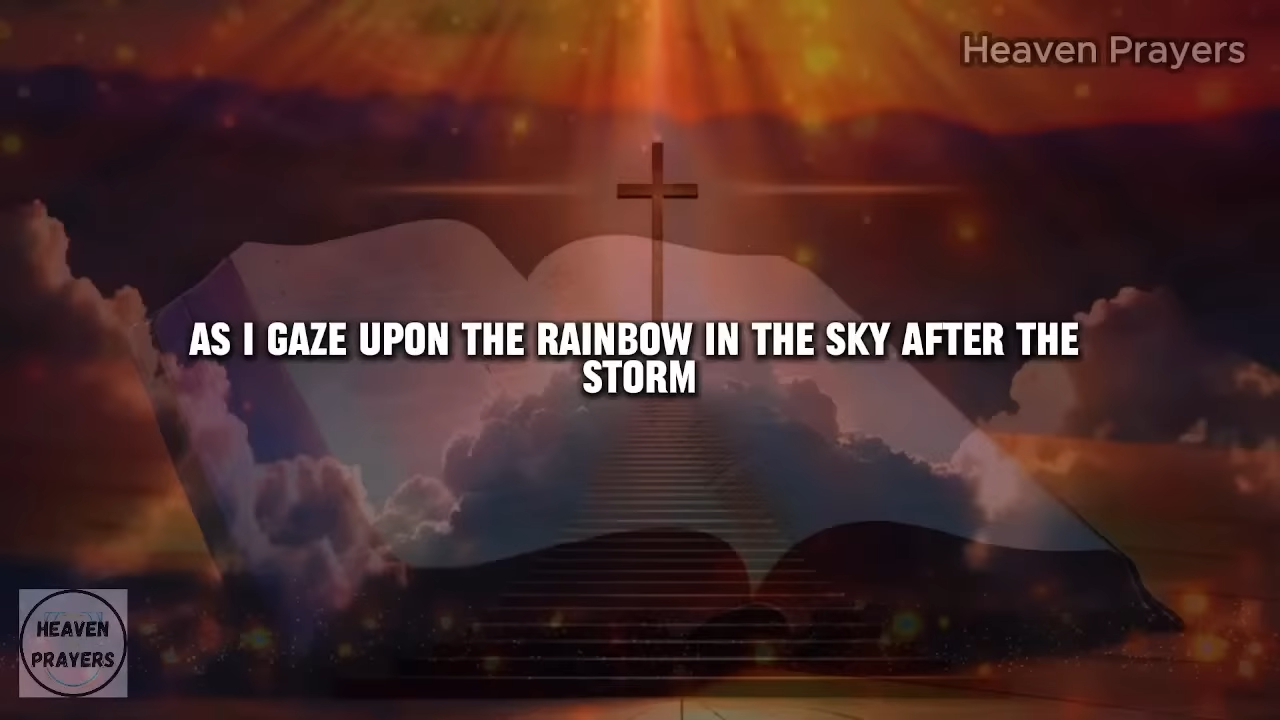 Heaven Prayers
AS I GAZE UPON THE RAINBOW IN THE SKY AFTER THE
STORM
HEAVEN
PRAYERS